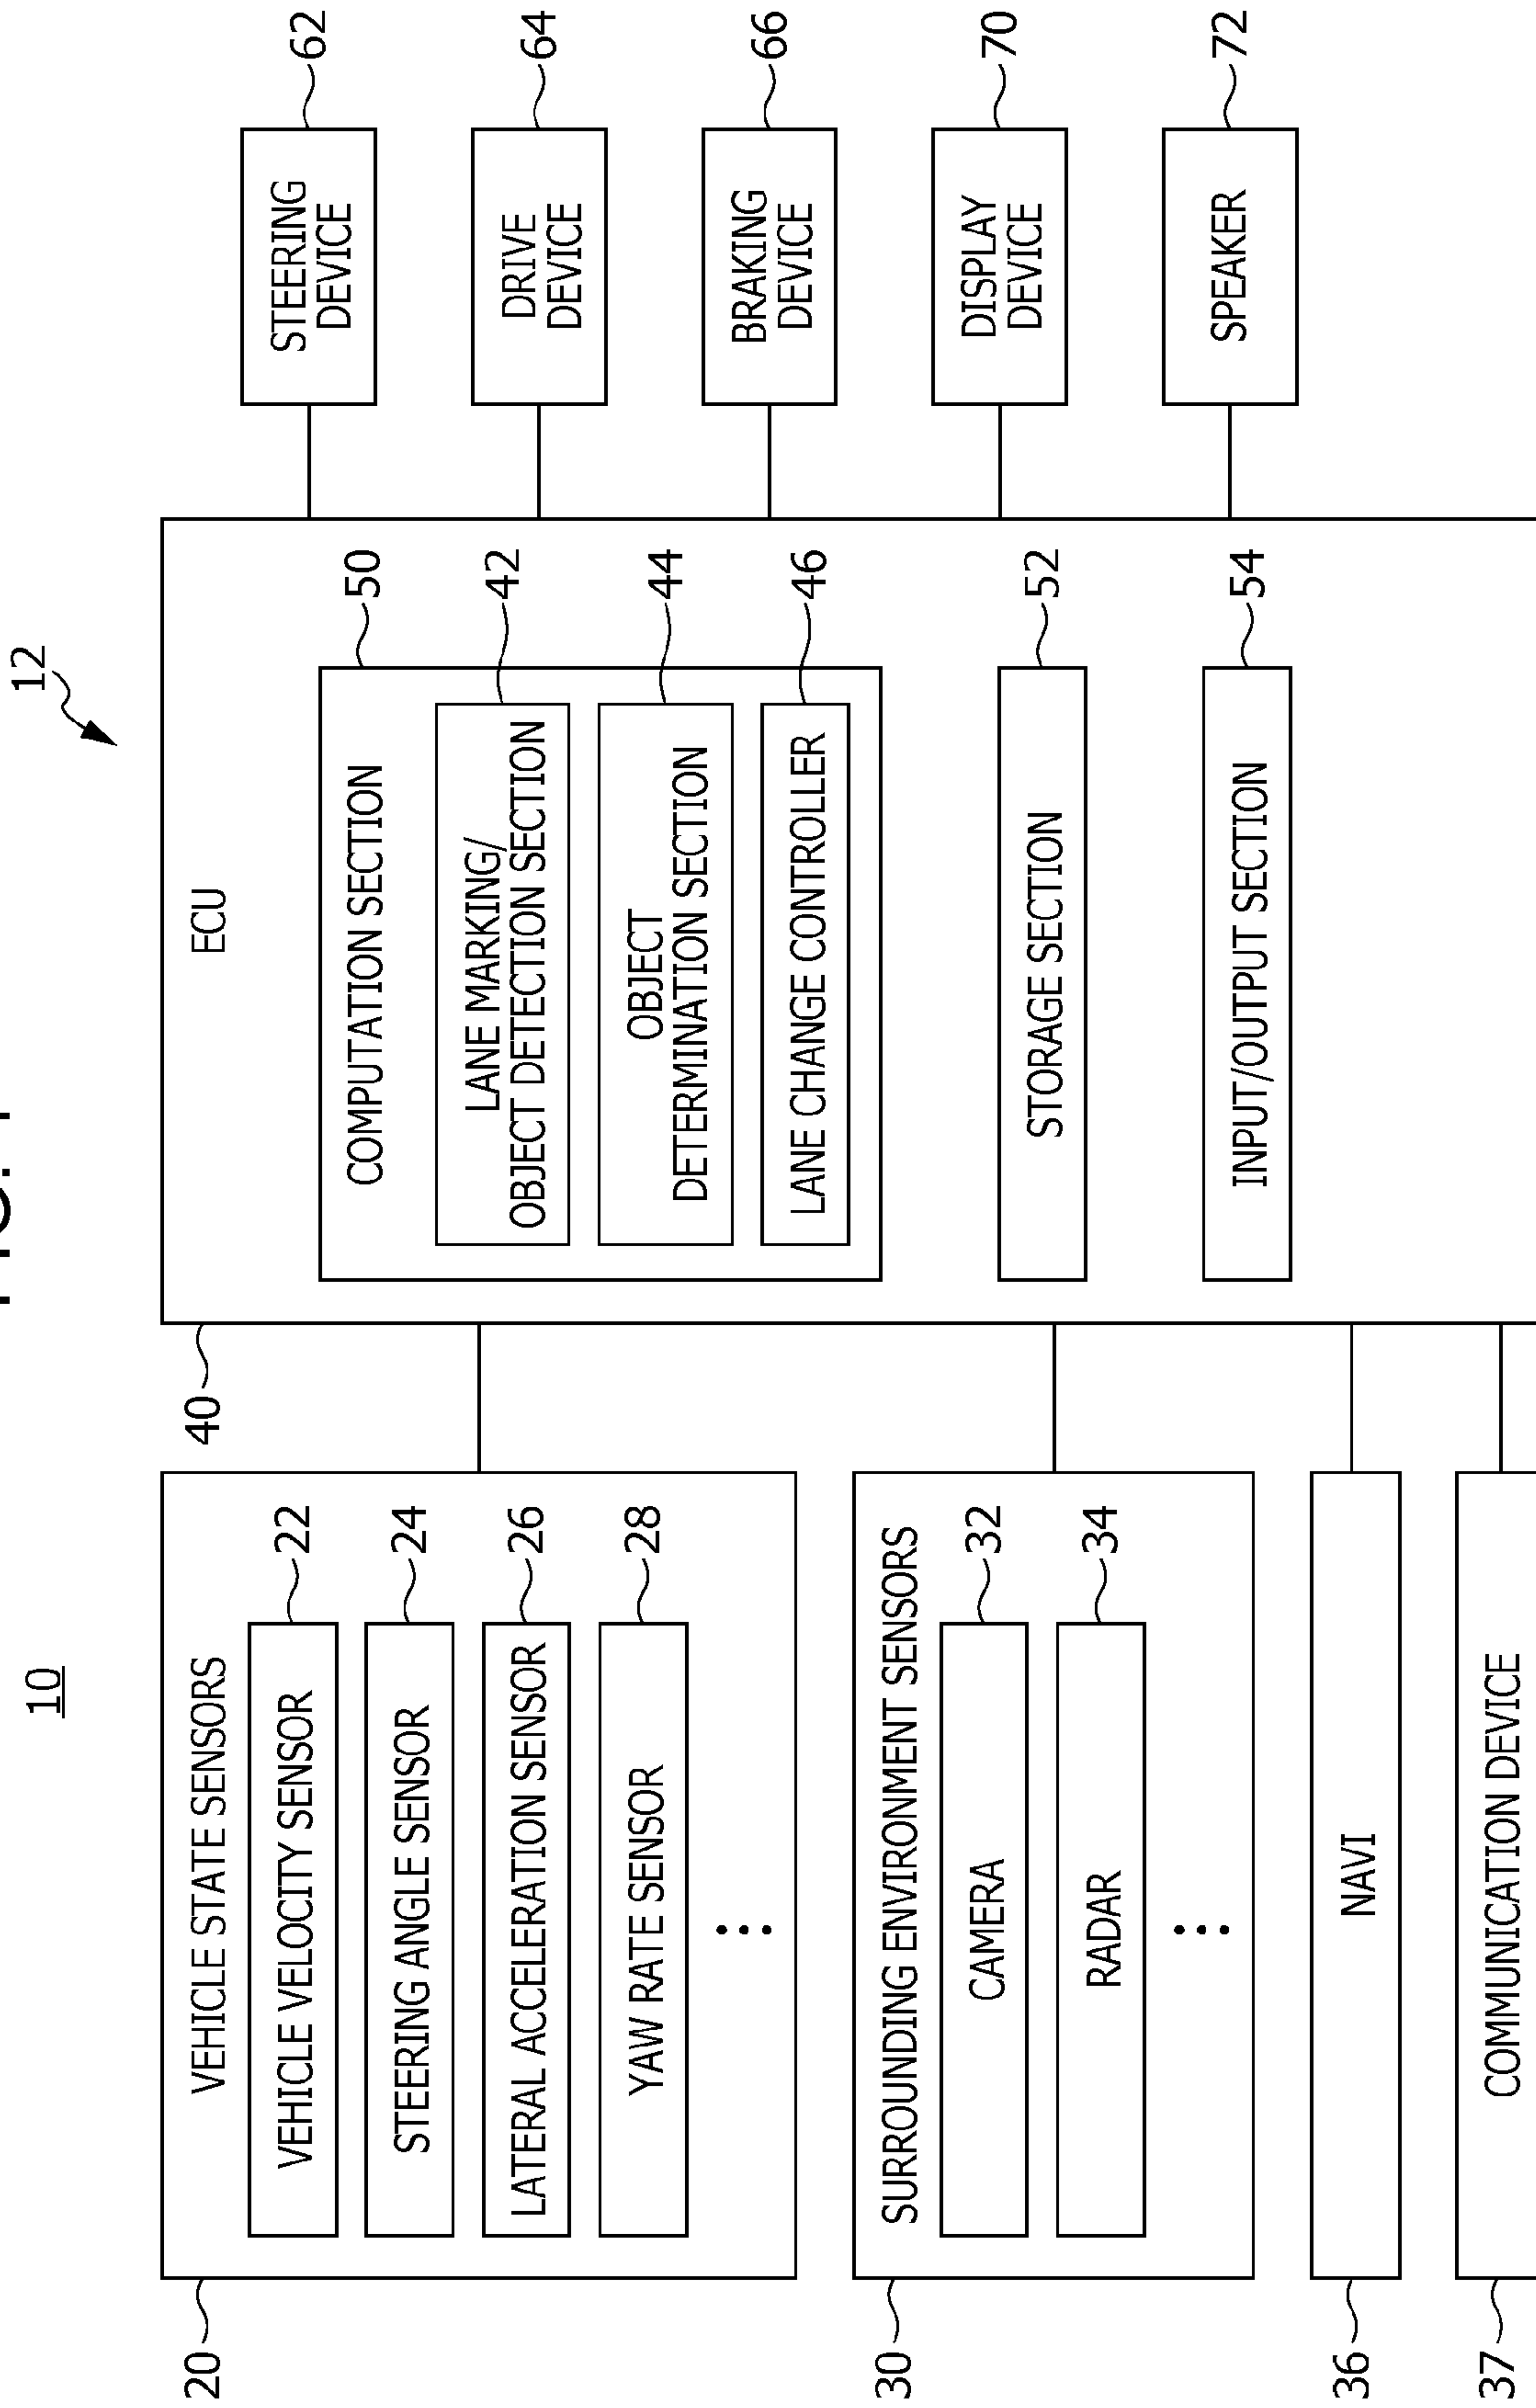 10
12
20
VEHICLE STATE SENSORS
VEHICLE VELOCITY SENSOR
22
STEERING ANGLE SENSOR
24
LATERAL ACCELERATION SENSOR
26
YAW RATE SENSOR
28
30
SURROUNDING ENVIRONMENT SENSORS
CAMERA
32
RADAR
34
36
NAVI
37
COMMUNICATION DEVICE
40
ECU
COMPUTATION SECTION
50
LANE MARKING/
OBJECT DETECTION SECTION
42
OBJECT
DETERMINATION SECTION
44
LANE CHANGE CONTROLLER
46
STORAGE SECTION
52
INPUT/OUTPUT SECTION
54
STEERING
DEVICE
62
DRIVE
DEVICE
64
BRAKING
DEVICE
66
DISPLAY
DEVICE
70
SPEAKER
72